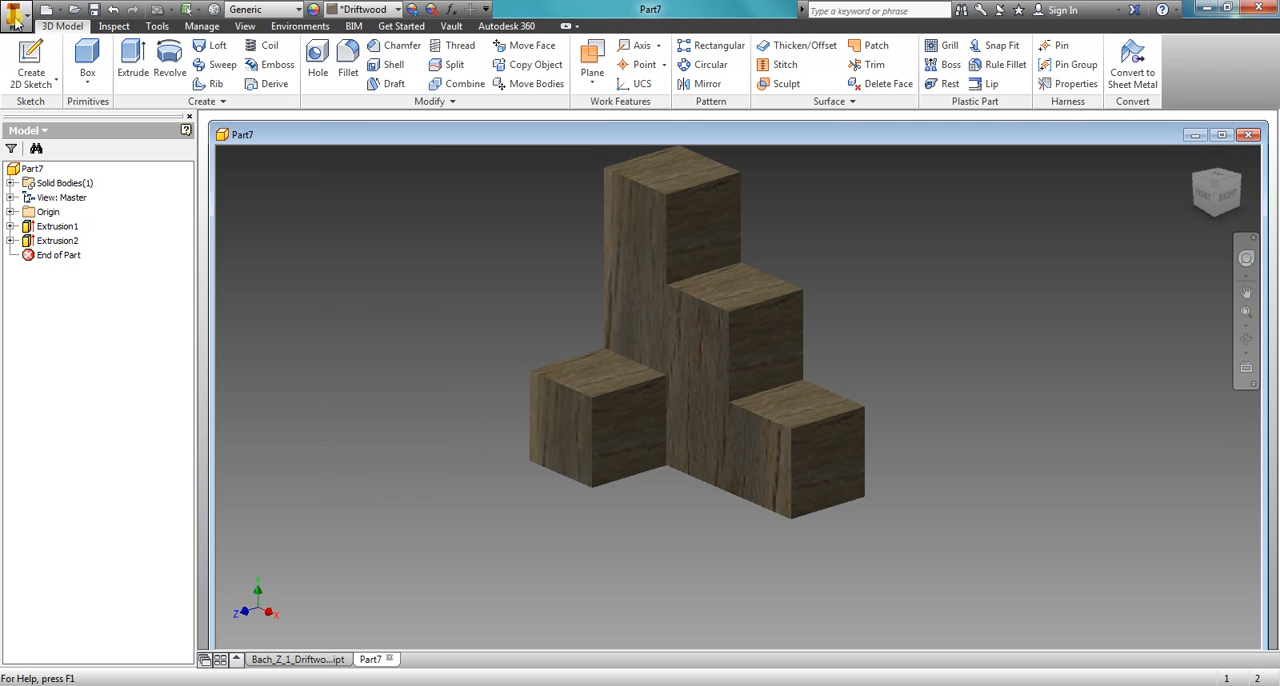 Generic
*Driftwood
Part7
Type a keyword or phrase
Sign In
3D Model
Inspect
Tools
Manage
View
Environments
BIM
Get Started
Vault
Autodesk 360
Create
2D Sketch
Sketch
Box
Primitives
Extrude
Revolve
Loft
Sweep
Rib
Coil
Emboss
Derive
Create
Hole
Fillet
Chamfer
Shell
Draft
Thread
Split
Combine
Move Face
Copy Object
Move Bodies
Modify
Plane
Axis
Point
UCS
Work Features
Rectangular
Circular
Mirror
Pattern
Thicken/Offset
Stitch
Sculpt
Patch
Trim
Delete Face
Surface
Grill
Boss
Rest
Snap Fit
Rule Fillet
Lip
Plastic Part
Pin
Pin Group
Properties
Harness
Convert to
Sheet Metal
Convert
Model
Part7
Solid Bodies(1)
View: Master
Origin
Extrusion1
Extrusion2
End of Part
Part7
RIGHT
Y
Z
X
Bach_Z_1_Driftwo...ipt
Part7
For Help, press F1
1
2